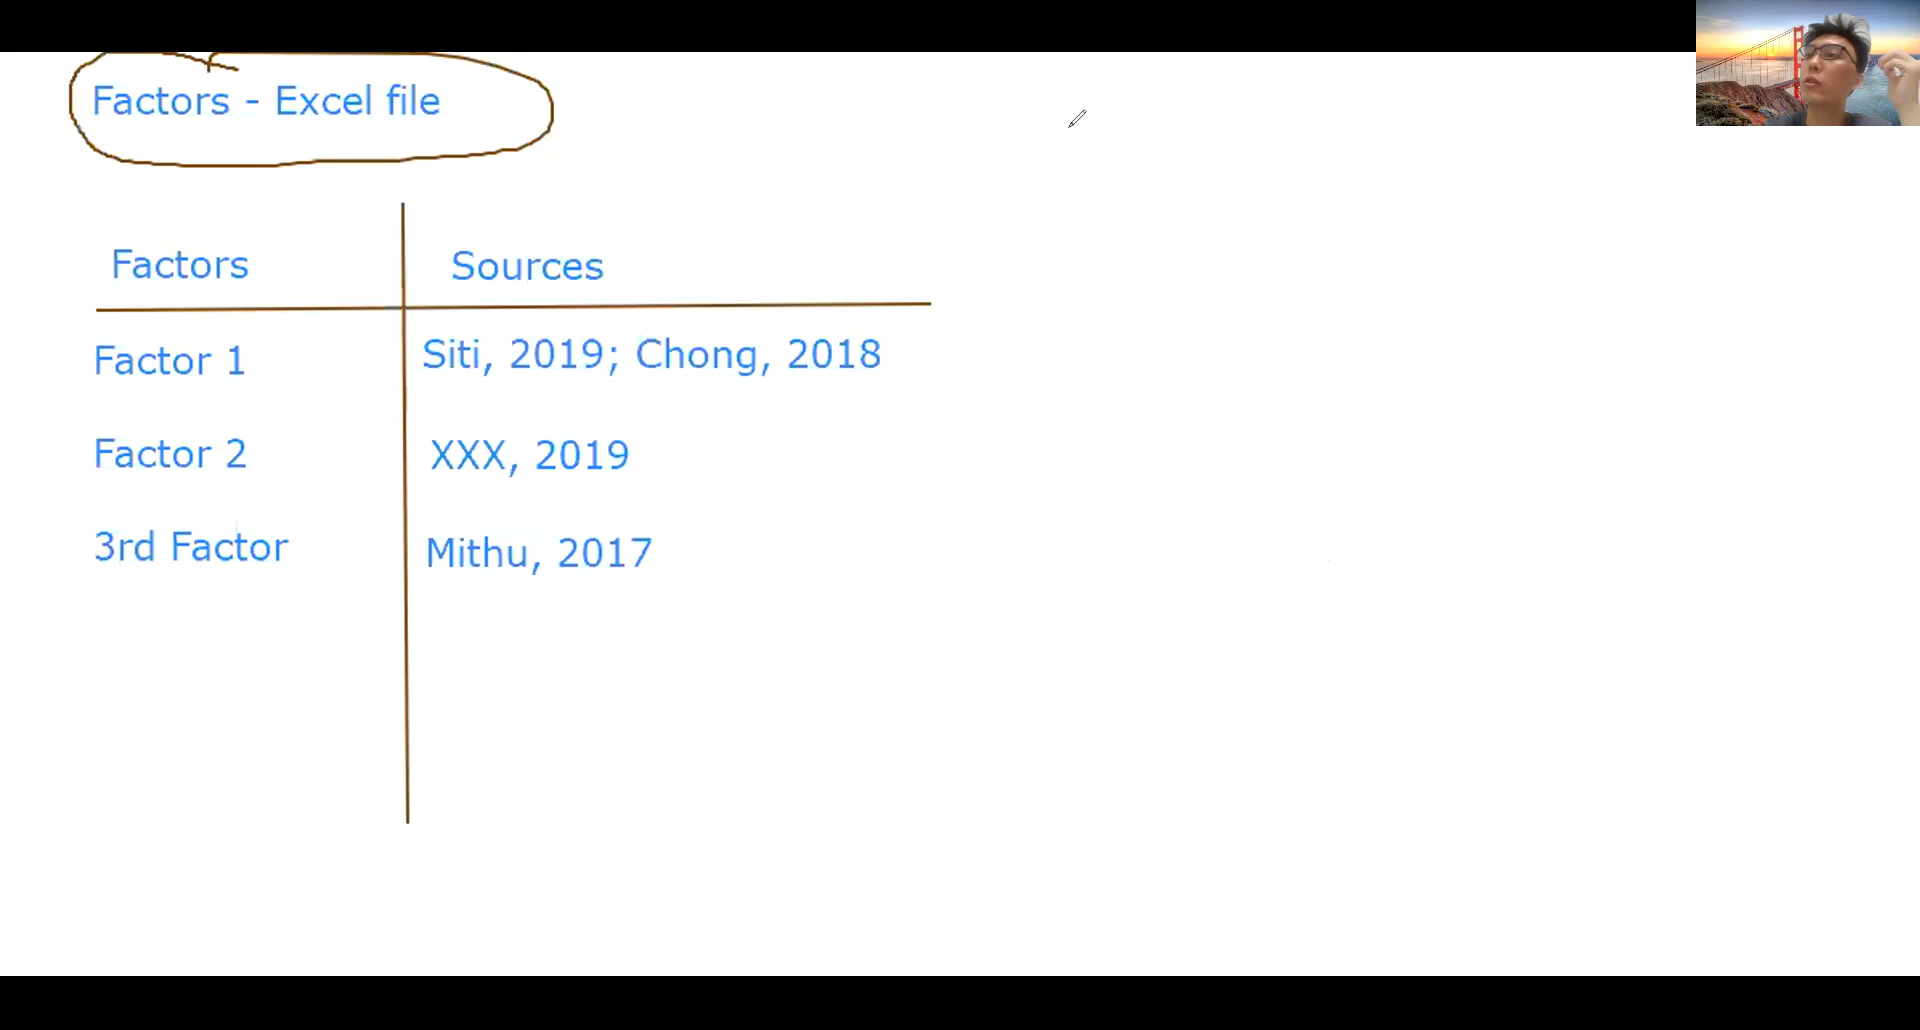 Factors - Excel file
Factors Sources
Factor 1 Siti, 2019; Chong, 2018
Factor 2 XXX, 2019
3rd Factor Mithu, 2017